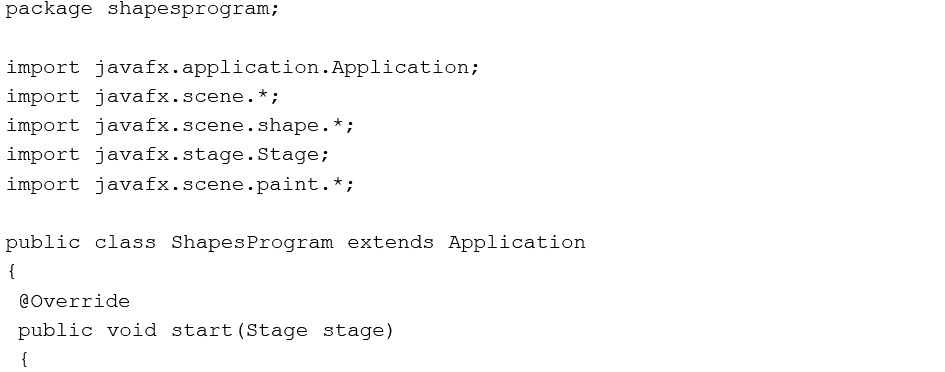 package shapesprogram;
import javafx.application.Application;
import javafx.scene.*;
import javafx.scene.shape.*;
import javafx.stage.Stage;
import javafx.scene.paint.*;
public class ShapesProgram extends Application
{
@Override
public void start(Stage stage)
{